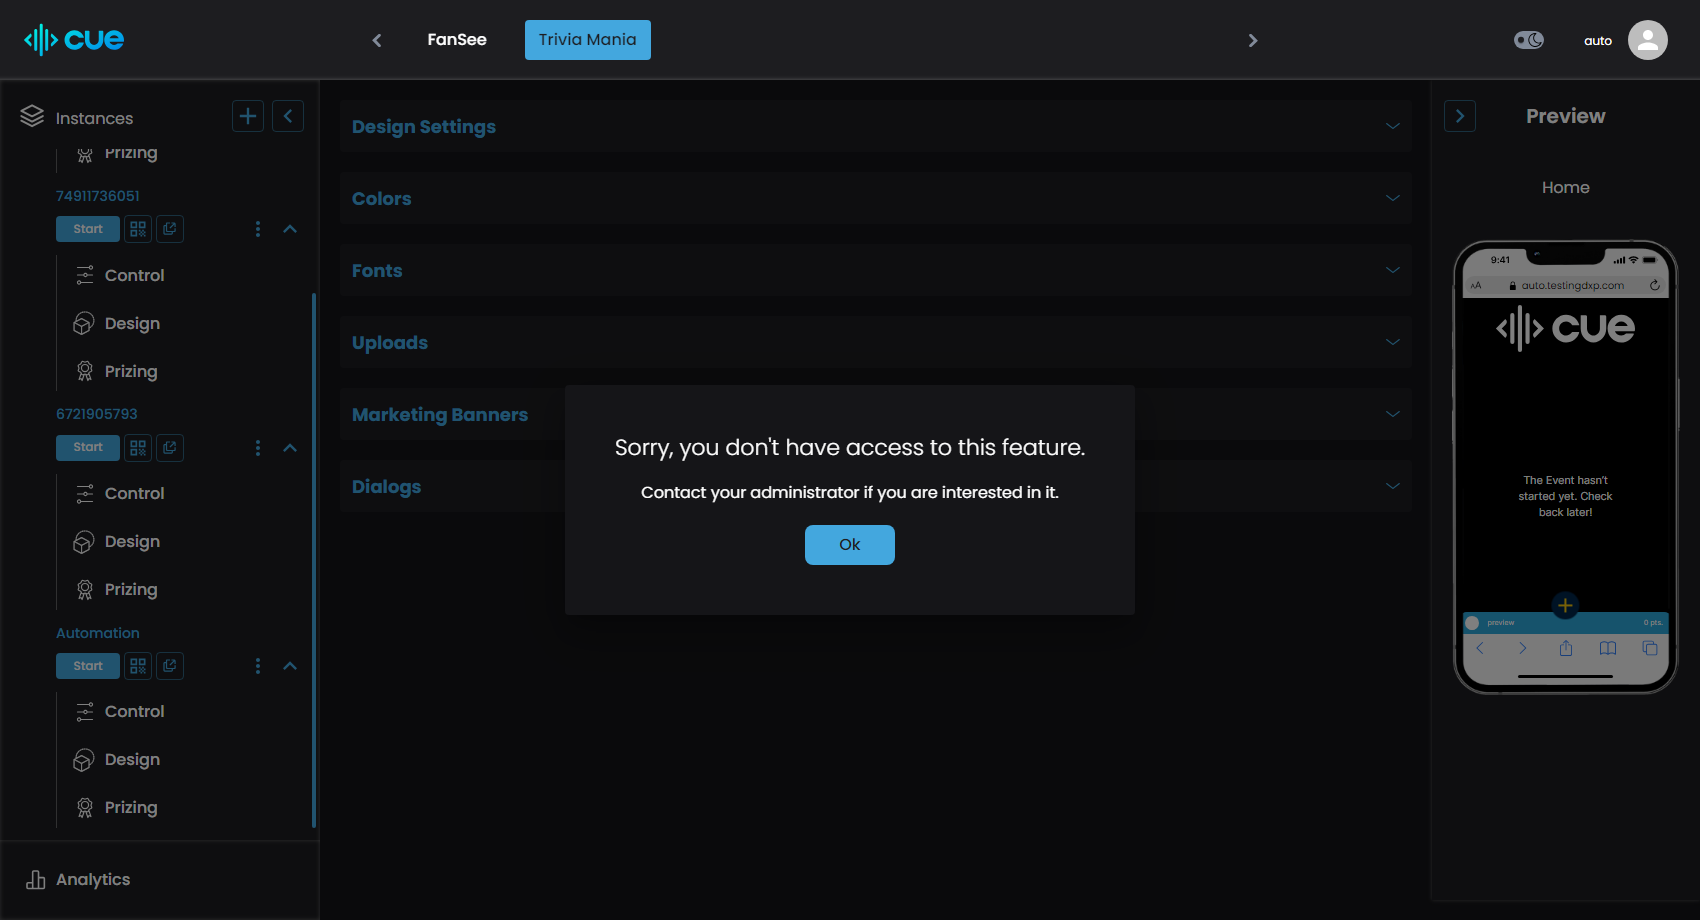 cue
FanSee
Trivia Mania
auto
Instances
Prizing
74911736051
Start
Control
Design
Prizing
6721905793
Start
Control
Design
Prizing
Automation
Start
Control
Design
Prizing
Analytics
Design Settings
Colors
Fonts
Uploads
Marketing Banners
Dialogs
Sorry, you don't have access to this feature.
Contact your administrator if you are interested in it.
Ok
Preview
Home
9:41
AA
auto.testingdxp.com
cue
The Event hasn't
started yet. Check
back later!
preview
0 pts.